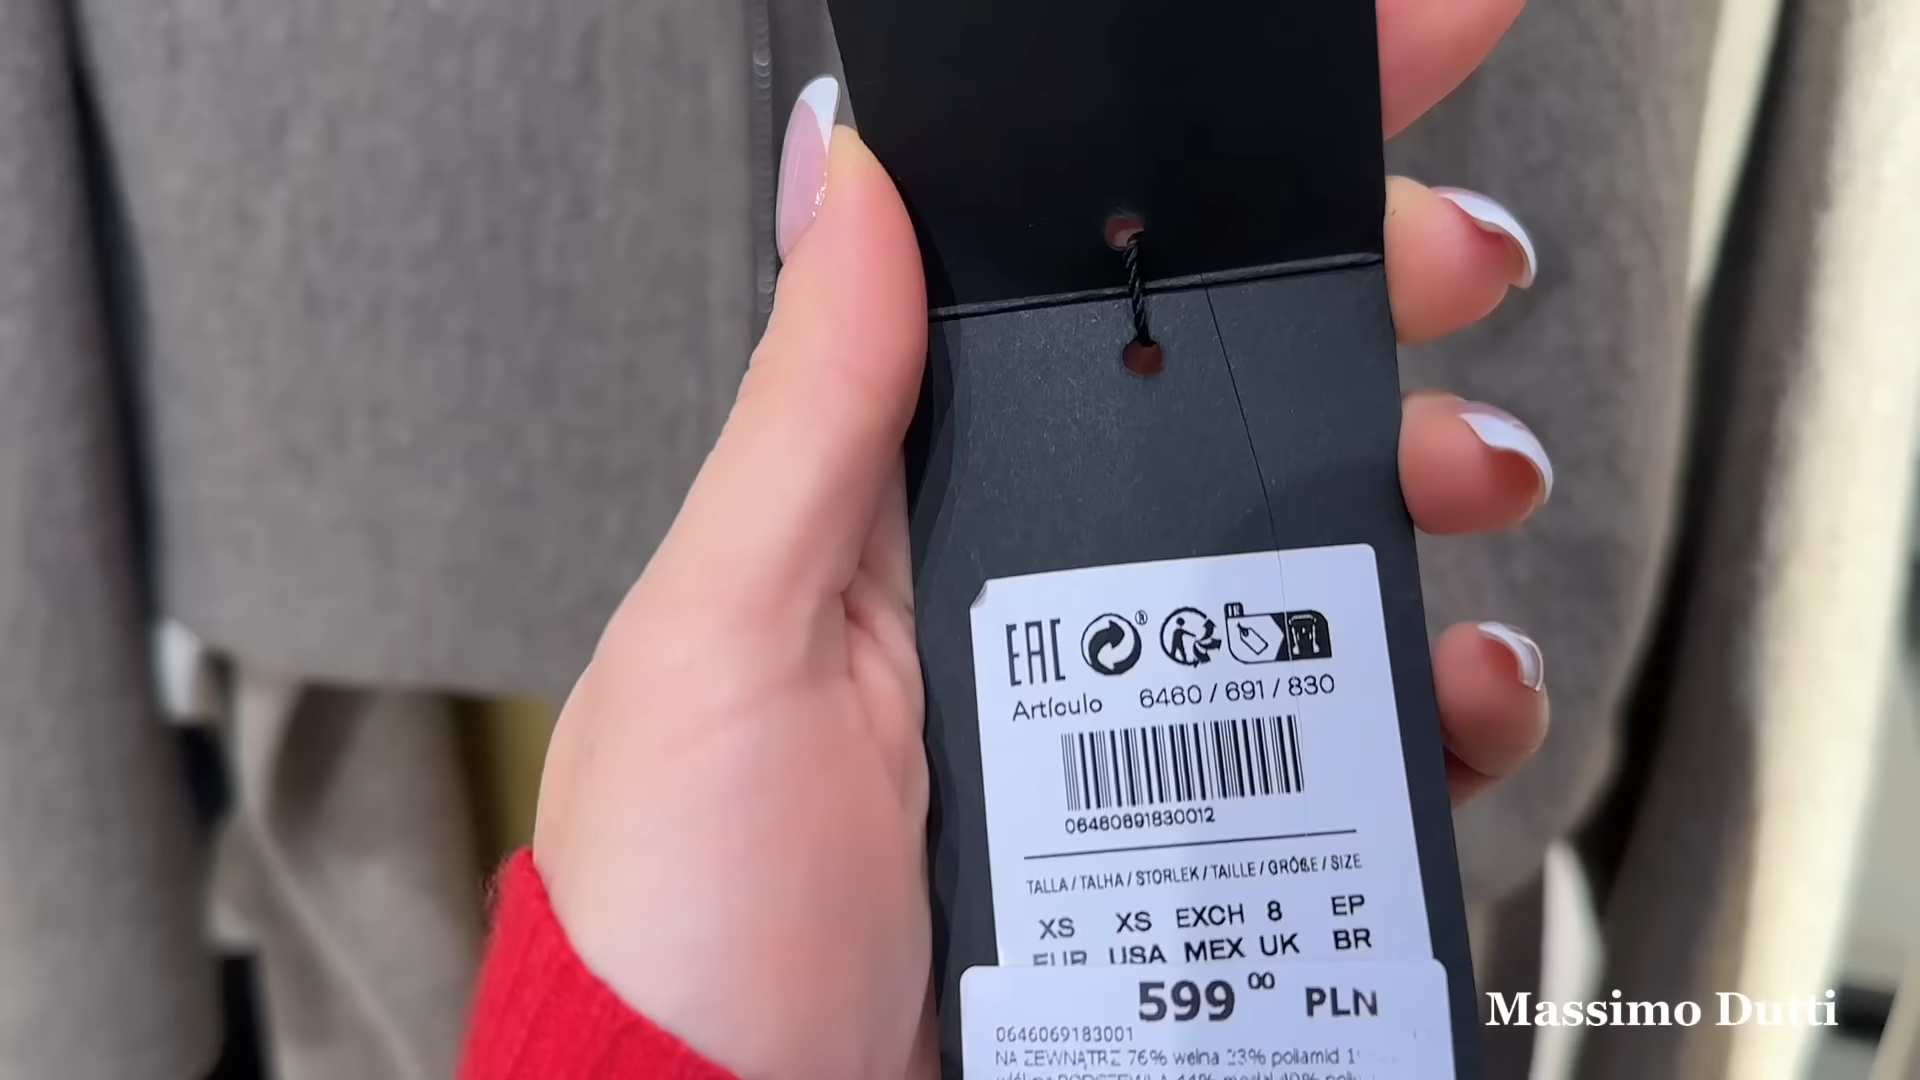 EAC
Artículo 6460 / 691 / 830
06460691830012
TALLA / TALHA / STORLEK / TAILLE / GRÖßE / SIZE
XS XS EXCH 8 EP
EUR USA MEX UK BR
599 00 PLN
0646069183001
NA ZEWNĄTRZ 76% wełna 23% poliamid
Massimo Dutti